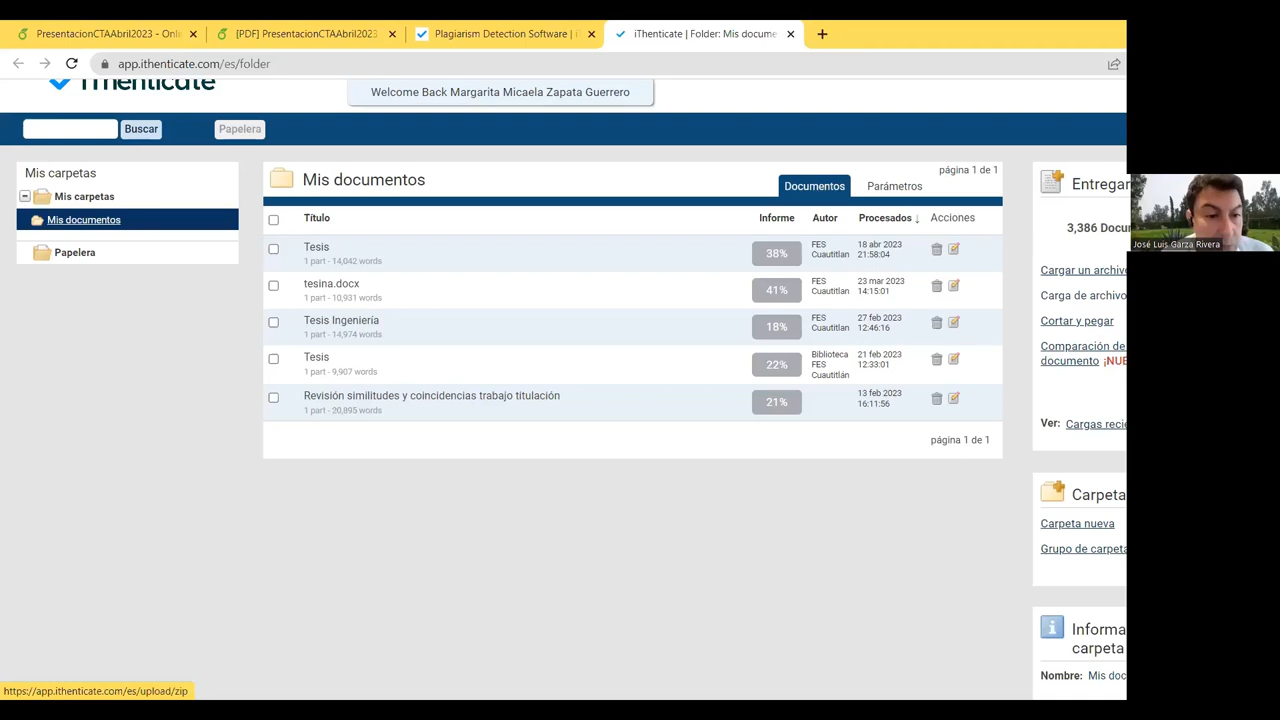 PresentacionCTAAbril2023 - Onli
[PDF] PresentacionCTAAbril2023
Plagiarism Detection Software | iT
iThenticate | Folder: Mis docume
app.ithenticate.com/es/folder
iThenticate
Welcome Back Margarita Micaela Zapata Guerrero
Buscar
Papelera
Mis carpetas
Mis carpetas
Mis documentos
Papelera
Mis documentos
página 1 de 1
Documentos
Parámetros
Título
Informe
Autor
Procesados ↓
Acciones
Tesis
1 part - 14,042 words
38%
FES
Cuautitlan
18 abr 2023
21:58:04
tesina.docx
1 part - 10,931 words
41%
FES
Cuautitlan
23 mar 2023
14:15:01
Tesis Ingeniería
1 part - 14,974 words
18%
FES
Cuautitlan
27 feb 2023
12:46:16
Tesis
1 part - 9,907 words
22%
Biblioteca
FES
Cuautitlán
21 feb 2023
12:33:01
Revisión similitudes y coincidencias trabajo titulación
1 part - 20,895 words
21%
13 feb 2023
16:11:56
página 1 de 1
Entregar
3,386 Docu
Cargar un archivo
Carga de archivo
Cortar y pegar
Comparación de
documento ¡NUE
Ver: Cargas recie
Carpeta
Carpeta nueva
Grupo de carpeta
Informa
carpeta
Nombre: Mis doc
José Luis Garza Rivera
https://app.ithenticate.com/es/upload/zip